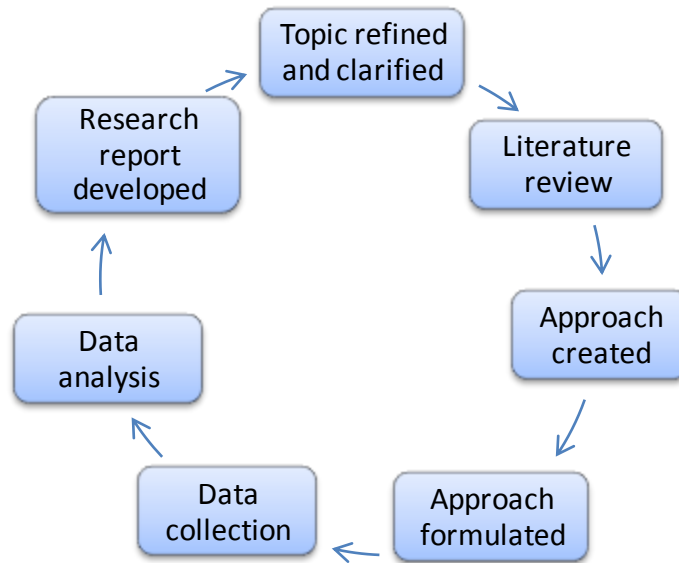 Topic refined
and clarified
Literature
review
Approach
created
Approach
formulated
Data
collection
Data
analysis
Research
report
developed